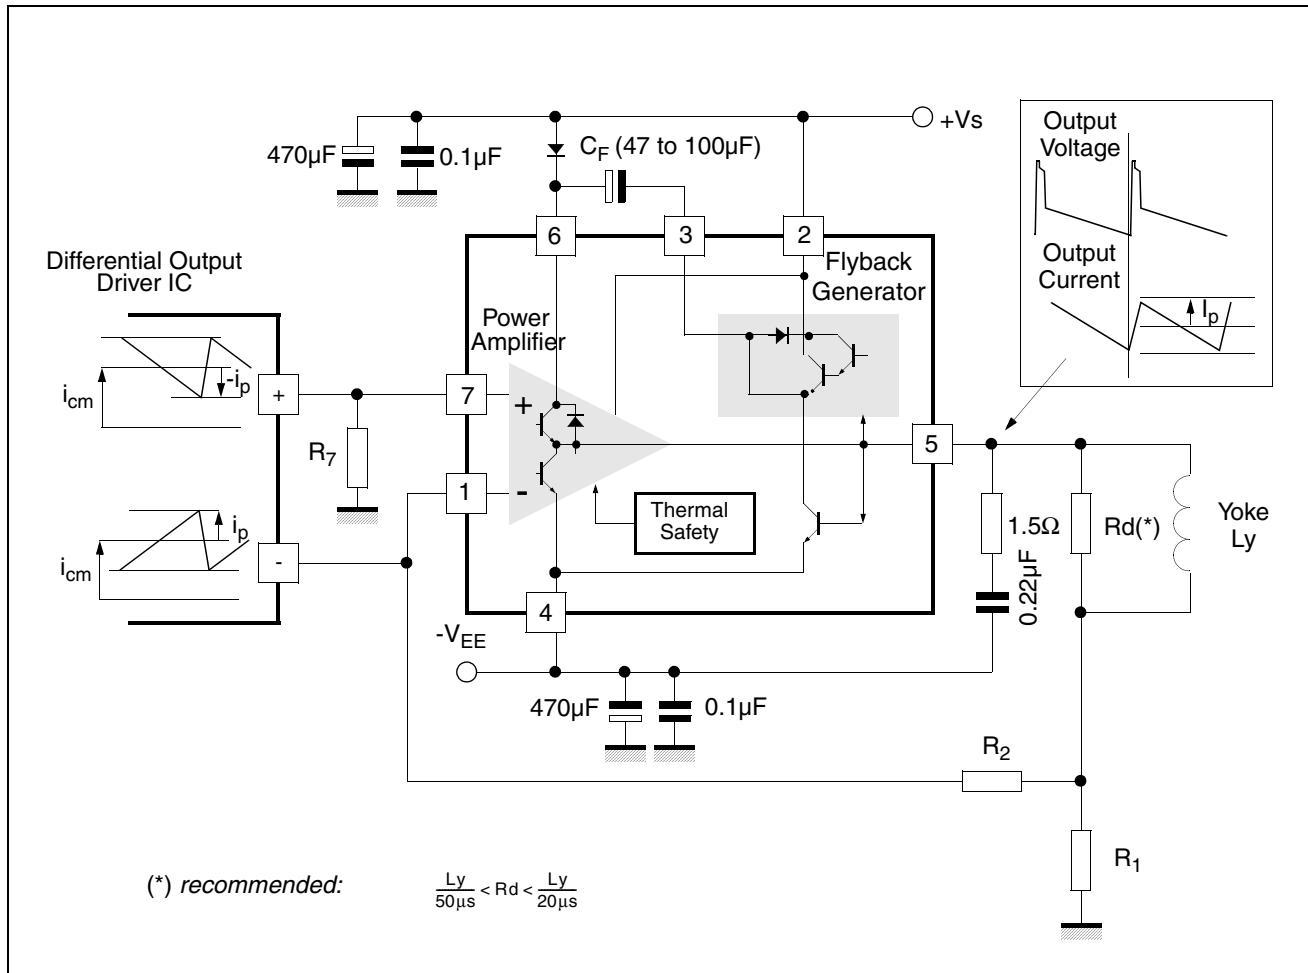 +Vs
470µF
0.1µF
C_F (47 to 100µF)
Output
Voltage
Output
Current
I_p
6
3
2
Differential Output
Driver IC
Flyback
Generator
Power
Amplifier
-i_p
i_cm
+
7
+
R_7
5
1
-
Thermal
Safety
1.5Ω
0.22µF
Rd(*)
Yoke
Ly
i_p
i_cm
-
4
-V_EE
470µF
0.1µF
R_2
R_1
(*) recommended:
Ly/50µs < Rd < Ly/20µs